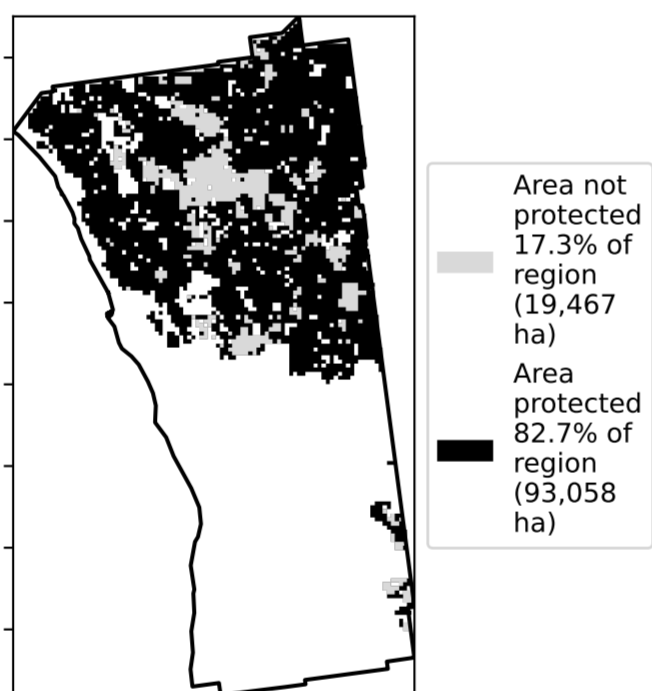 Area not
protected
17.3% of
region
(19,467
ha)
Area
protected
82.7% of
region
(93,058
ha)